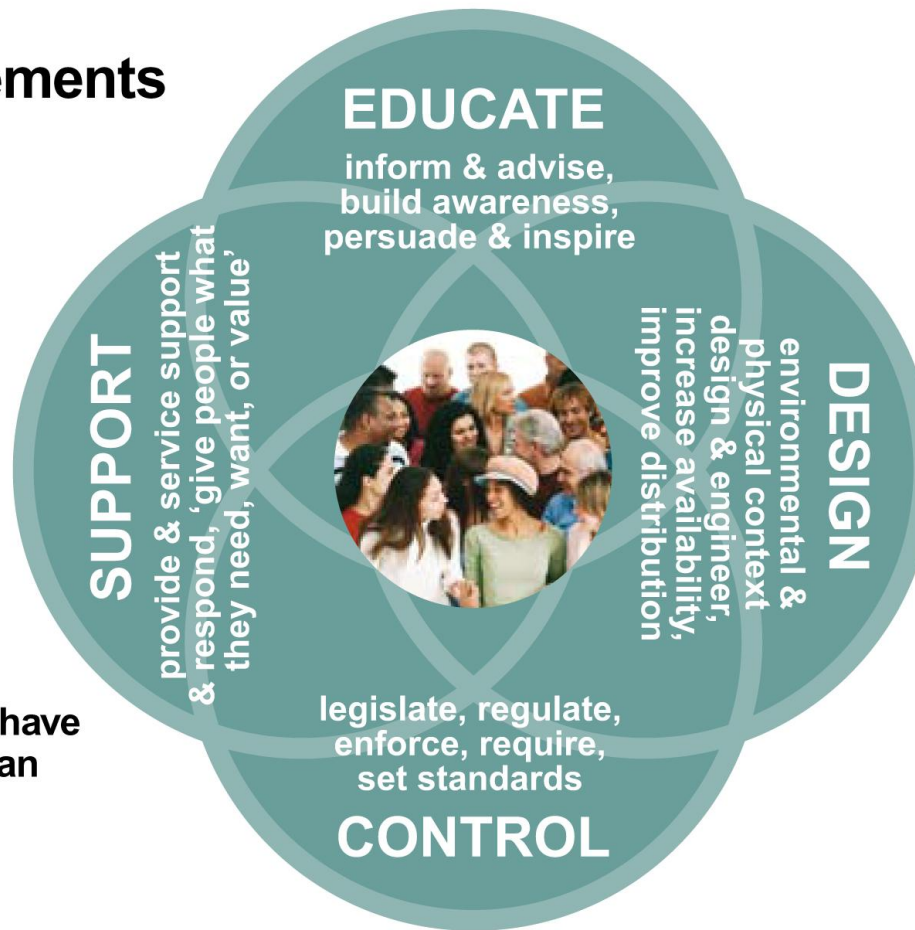 ements
EDUCATE
inform & advise,
build awareness,
persuade & inspire
SUPPORT
provide & service support
& respond, ‘give people what
they need, want, or value’
DESIGN
environmental &
physical context
design & engineer,
increase availability,
improve distribution
have
an
legislate, regulate,
enforce, require,
set standards
CONTROL